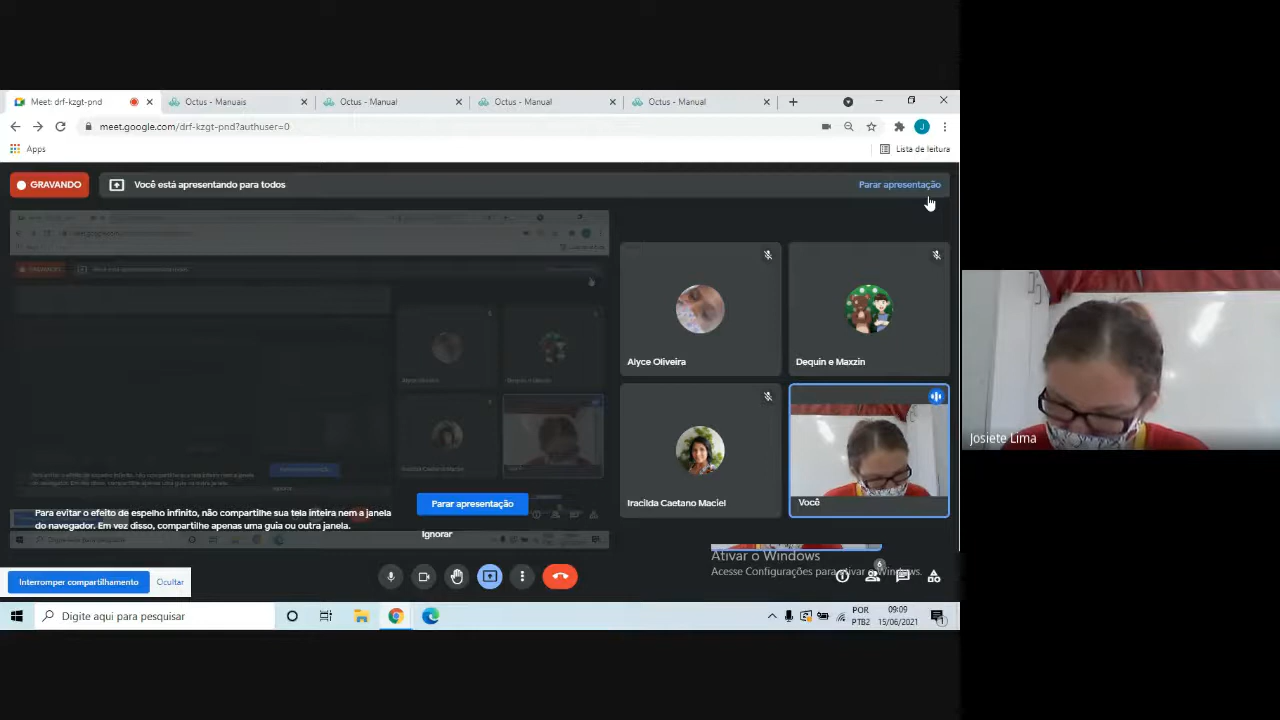 Meet: drf-kzgt-pnd
Octus - Manuais
Octus - Manual
Octus - Manual
Octus - Manual
meet.google.com/drf-kzgt-pnd?authuser=0
J
Apps
Lista de leitura
GRAVANDO
Você está apresentando para todos
Parar apresentação
Alyce Oliveira
Dequin e Maxzin
Iracilda Caetano Maciel
Você
Josiete Lima
Para evitar o efeito de espelho infinito, não compartilhe sua tela inteira nem a janela
do navegador. Em vez disso, compartilhe apenas uma guia ou outra janela.
Parar apresentação
Ignorar
Ativar o Windows
Acesse Configurações para ativar o Windows.
6
Interromper compartilhamento
Ocultar
Digite aqui para pesquisar
POR
PTB2
09:09
15/06/2021
1